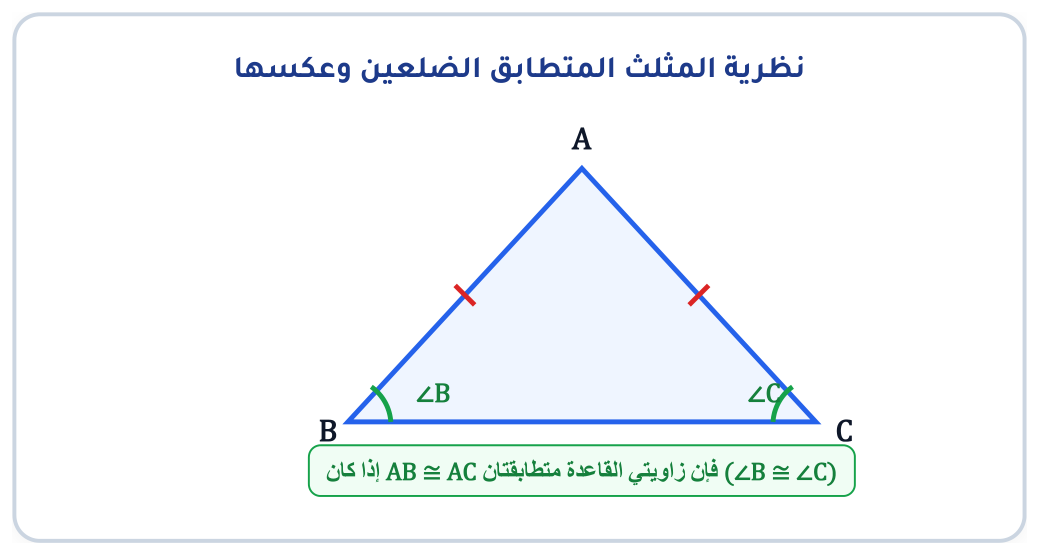 نظرية المثلث المتطابق الضلعين وعكسها
A
∠B
∠C
B
C
إذا كان AB ≅ AC فإن زاويتي القاعدة متطابقتان (∠B ≅ ∠C)